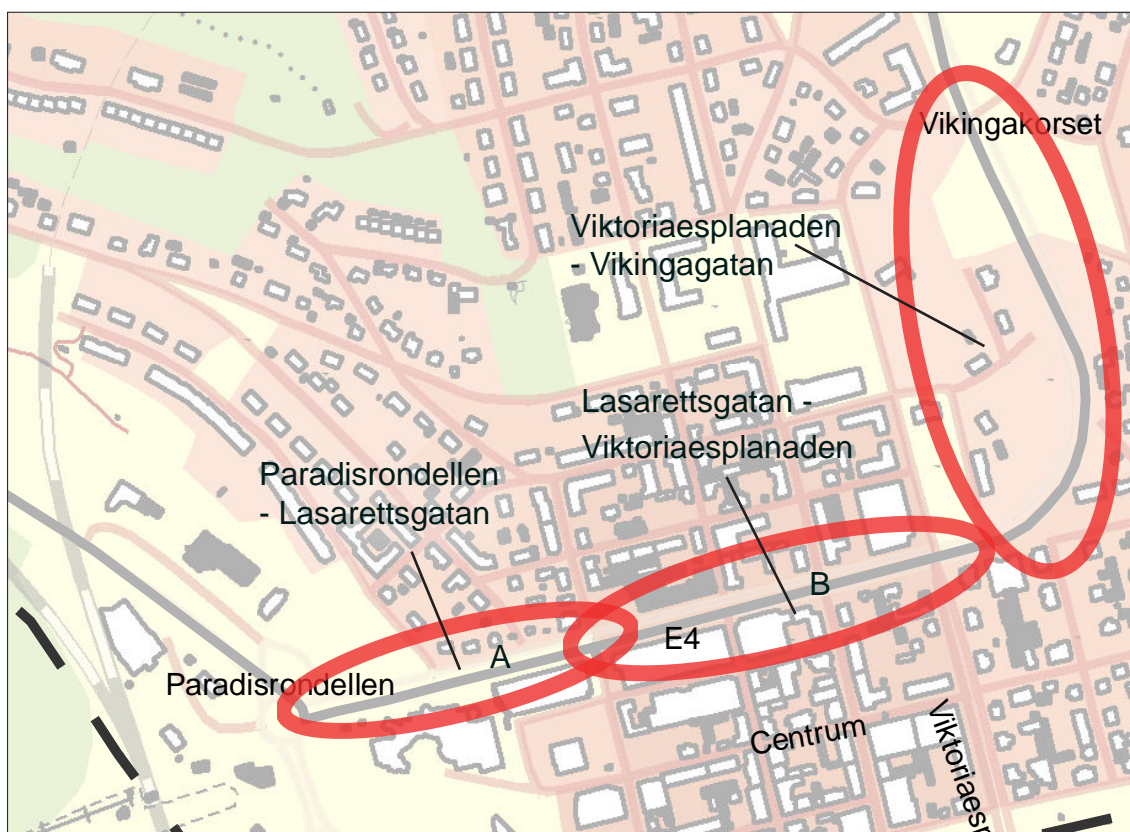 Vikingakorset
Viktoriaesplanaden
- Vikingagatan
Lasarettsgatan -
Viktoriaesplanaden
Paradisrondellen
- Lasarettsgatan
B
E4
A
Paradisrondellen
Centrum
Viktoriaesp